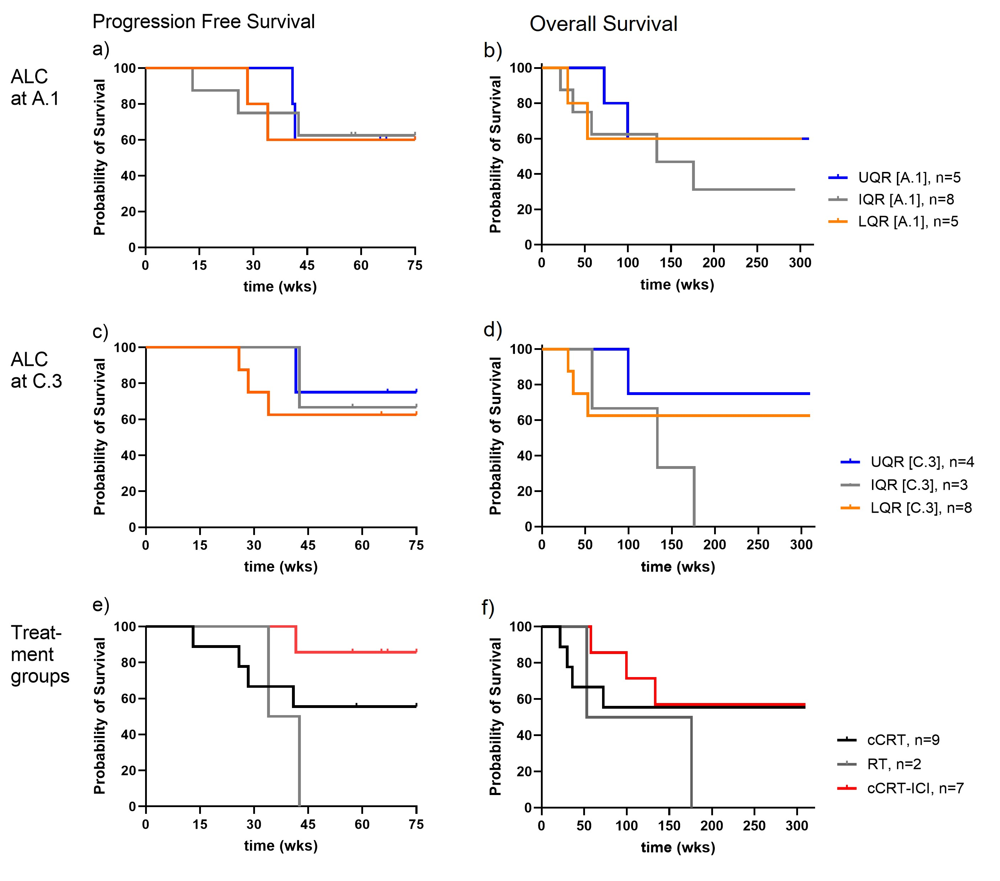 Progression Free Survival
Overall Survival
a)
b)
ALC
at A.1
Probability of Survival
100
80
60
40
20
0
0 15 30 45 60 75
time (wks)
Probability of Survival
100
80
60
40
20
0
0 50 100 150 200 250 300
time (wks)
UQR [A.1], n=5
IQR [A.1], n=8
LQR [A.1], n=5
c)
d)
ALC
at C.3
Probability of Survival
100
80
60
40
20
0
0 15 30 45 60 75
time (wks)
Probability of Survival
100
80
60
40
20
0
0 50 100 150 200 250 300
time (wks)
UQR [C.3], n=4
IQR [C.3], n=3
LQR [C.3], n=8
e)
f)
Treat-
ment
groups
Probability of Survival
100
80
60
40
20
0
0 15 30 45 60 75
time (wks)
Probability of Survival
100
80
60
40
20
0
0 50 100 150 200 250 300
time (wks)
cCRT, n=9
RT, n=2
cCRT-ICI, n=7